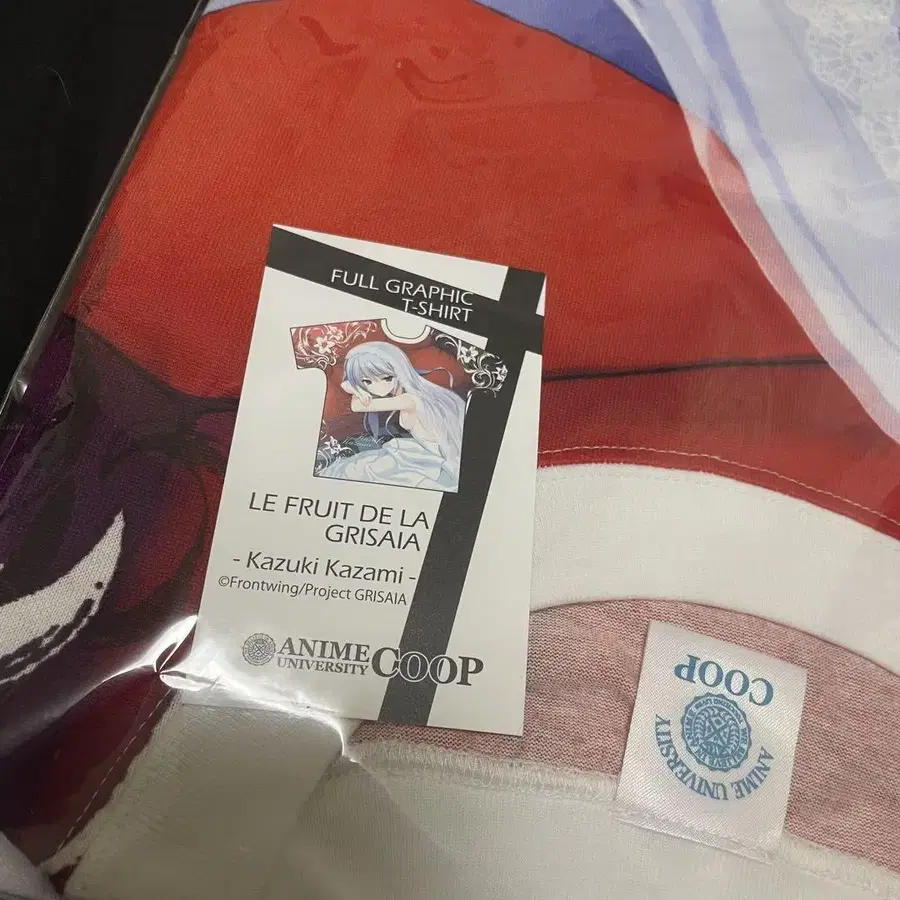 FULL GRAPHIC
T-SHIRT
LE FRUIT DE LA
GRISAIA
- Kazuki Kazami -
©Frontwing/Project GRISAIA
ANIME
UNIVERSITY COOP
COOP
ANIME UNIVERSITY